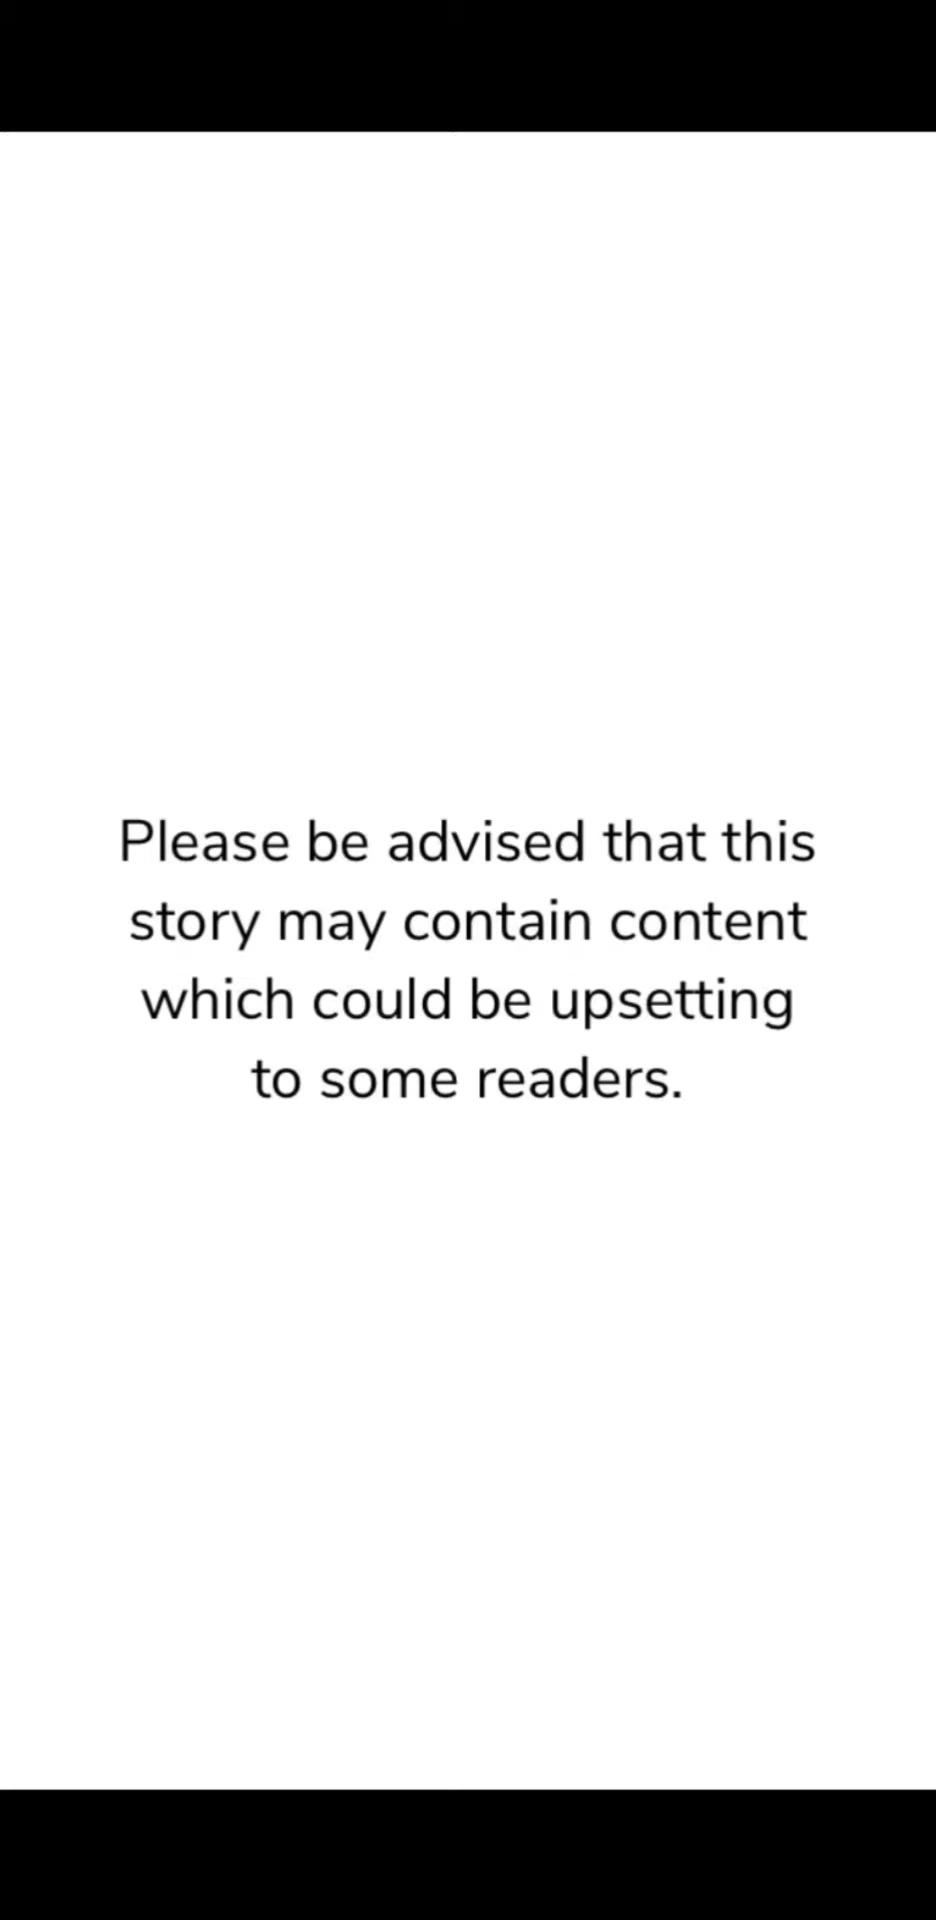 Please be advised that this
story may contain content
which could be upsetting
to some readers.